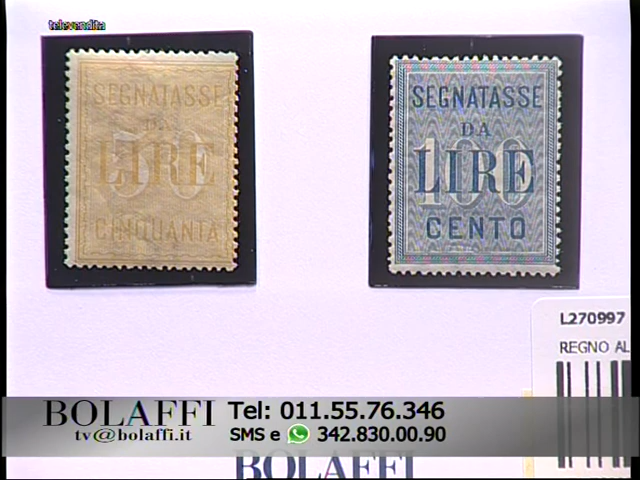 televendita
SEGNATASSE
DA
50
LIRE
CINQUANTA
SEGNATASSE
DA
100
LIRE
CENTO
L270997
REGNO AL
BOLAFFI
tv@bolaffi.it
Tel: 011.55.76.346
SMS e 342.830.00.90
BOLAFFI